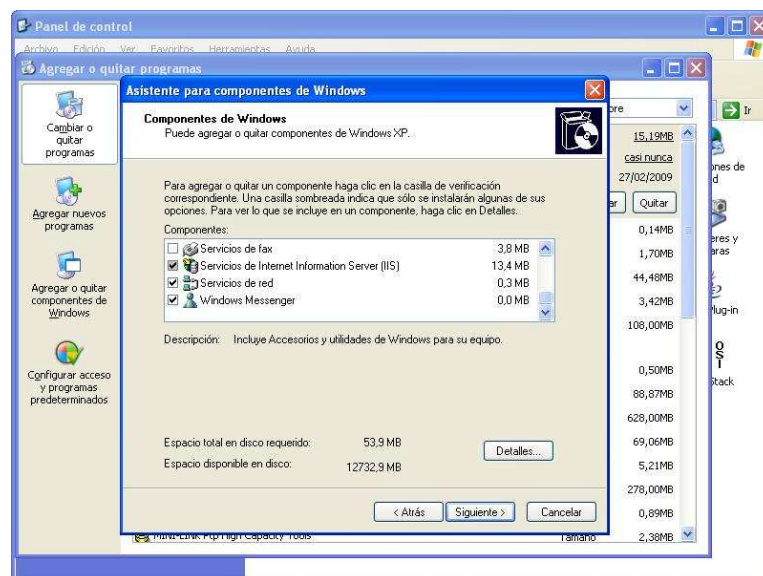 Panel de control
Archivo Edición Ver Favoritos Herramientas Ayuda
Agregar o quitar programas
Asistente para componentes de Windows
Componentes de Windows
Puede agregar o quitar componentes de Windows XP.
Para agregar o quitar un componente haga clic en la casilla de verificación
correspondiente. Una casilla sombreada indica que sólo se instalarán algunas de sus
opciones. Para ver lo que se incluye en un componente, haga clic en Detalles.
Componentes:
Servicios de fax 3,8 MB
Servicios de Internet Information Server (IIS) 13,4 MB
Servicios de red 0,3 MB
Windows Messenger 0,0 MB
Descripción: Incluye Accesorios y utilidades de Windows para su equipo.
Espacio total en disco requerido: 53,9 MB
Espacio disponible en disco: 12732,9 MB
Detalles...
< Atrás
Siguiente >
Cancelar
Cambiar o
quitar
programas
Agregar nuevos
programas
Agregar o quitar
componentes de
Windows
Configurar acceso
y programas
predeterminados
15,19MB
casi nunca
27/02/2009
Quitar
0,14MB
1,70MB
44,48MB
3,42MB
108,00MB
0,50MB
88,87MB
628,00MB
69,06MB
5,21MB
278,00MB
0,89MB
MINI-LINK Ftp High Capacity Tools Tamaño 2,38MB
Ir